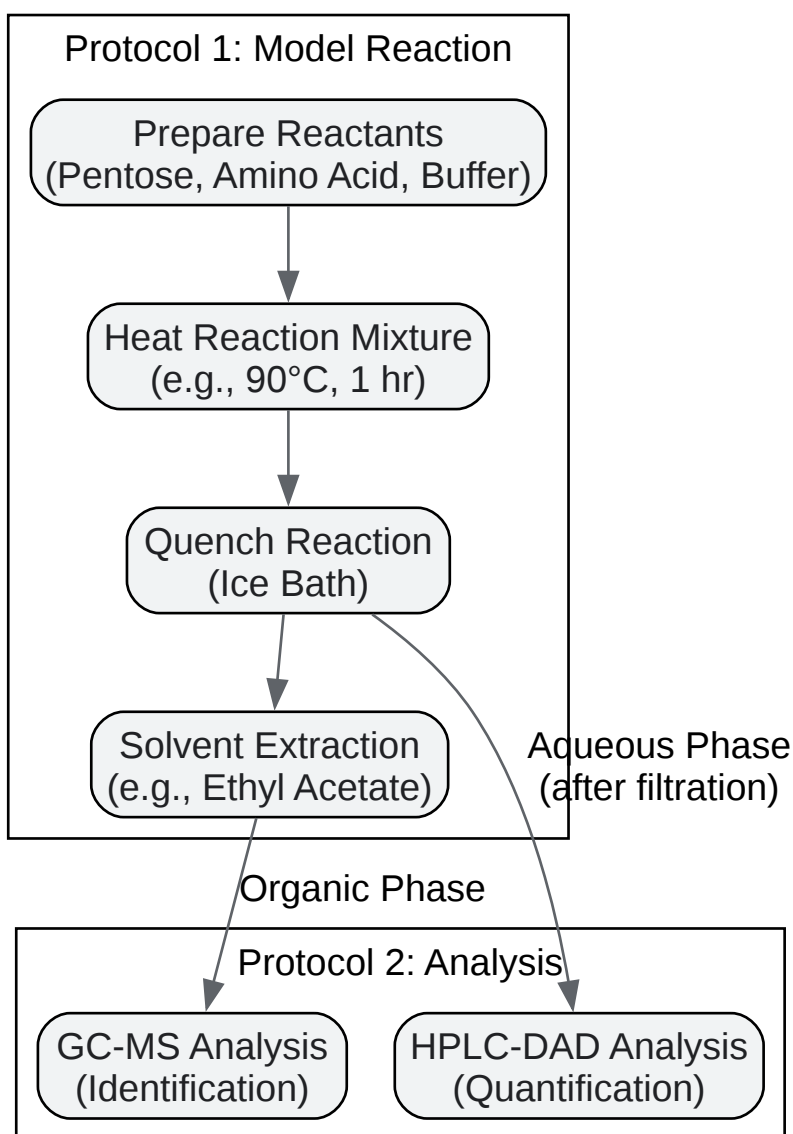 Protocol 1: Model Reaction
Prepare Reactants
(Pentose, Amino Acid, Buffer)
Heat Reaction Mixture
(e.g., 90°C, 1 hr)
Quench Reaction
(Ice Bath)
Solvent Extraction
(e.g., Ethyl Acetate)
Aqueous Phase
(after filtration)
Organic Phase
Protocol 2: Analysis
GC-MS Analysis
(Identification)
HPLC-DAD Analysis
(Quantification)